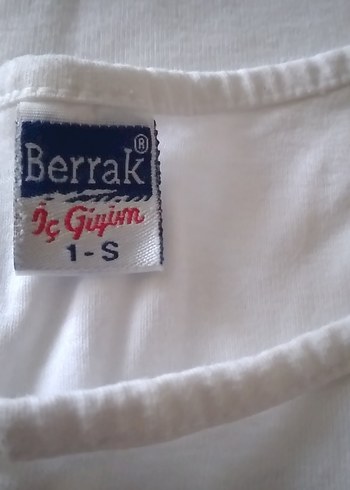 Berrak®
İç Giyim
1-S